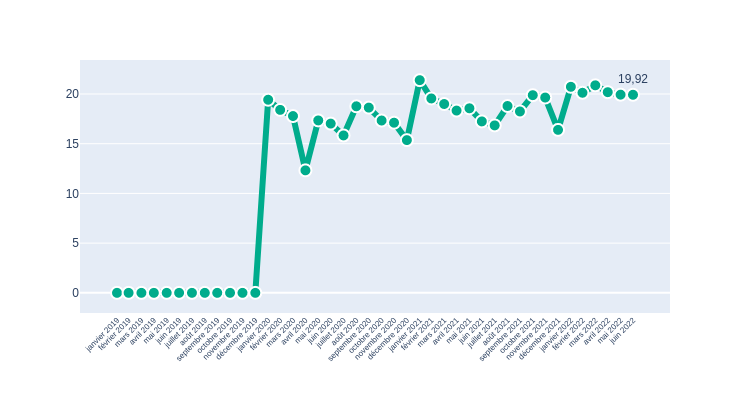 19,92
20
15
10
5
0
janvier 2019
février 2019
mars 2019
avril 2019
mai 2019
juin 2019
juillet 2019
août 2019
septembre 2019
octobre 2019
novembre 2019
décembre 2019
janvier 2020
février 2020
mars 2020
avril 2020
mai 2020
juin 2020
juillet 2020
août 2020
septembre 2020
octobre 2020
novembre 2020
décembre 2020
janvier 2021
février 2021
mars 2021
avril 2021
mai 2021
juin 2021
juillet 2021
août 2021
septembre 2021
octobre 2021
novembre 2021
décembre 2021
janvier 2022
février 2022
mars 2022
avril 2022
mai 2022
juin 2022